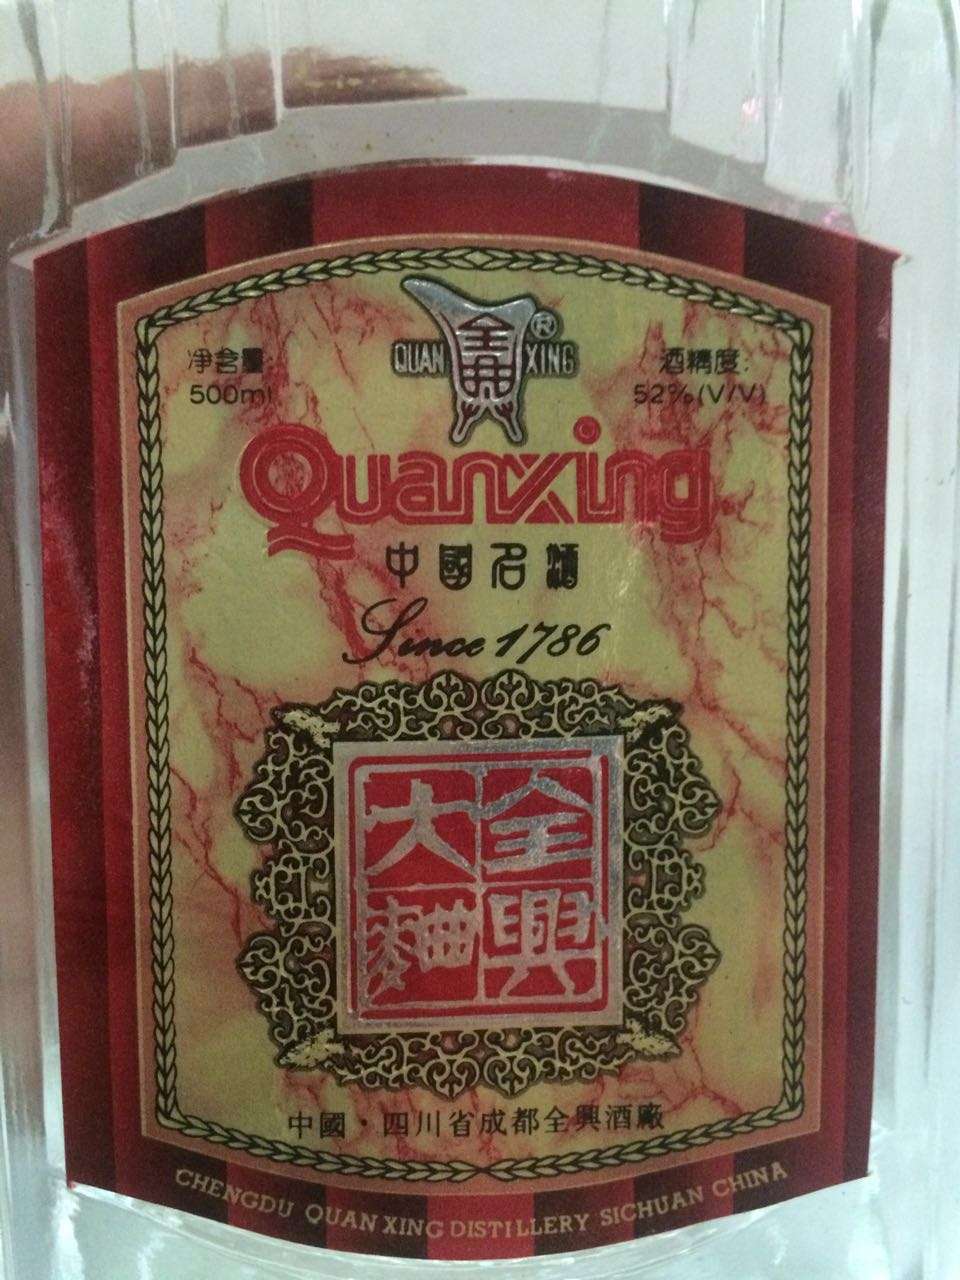 全興
QUAN XING ®
净含量:
500ml
酒精度:
52%(V/V)
Quanxing
中國名酒
Since 1786
全興
大麯
中國·四川省成都全興酒廠
CHENGDU QUAN XING DISTILLERY SICHUAN CHINA